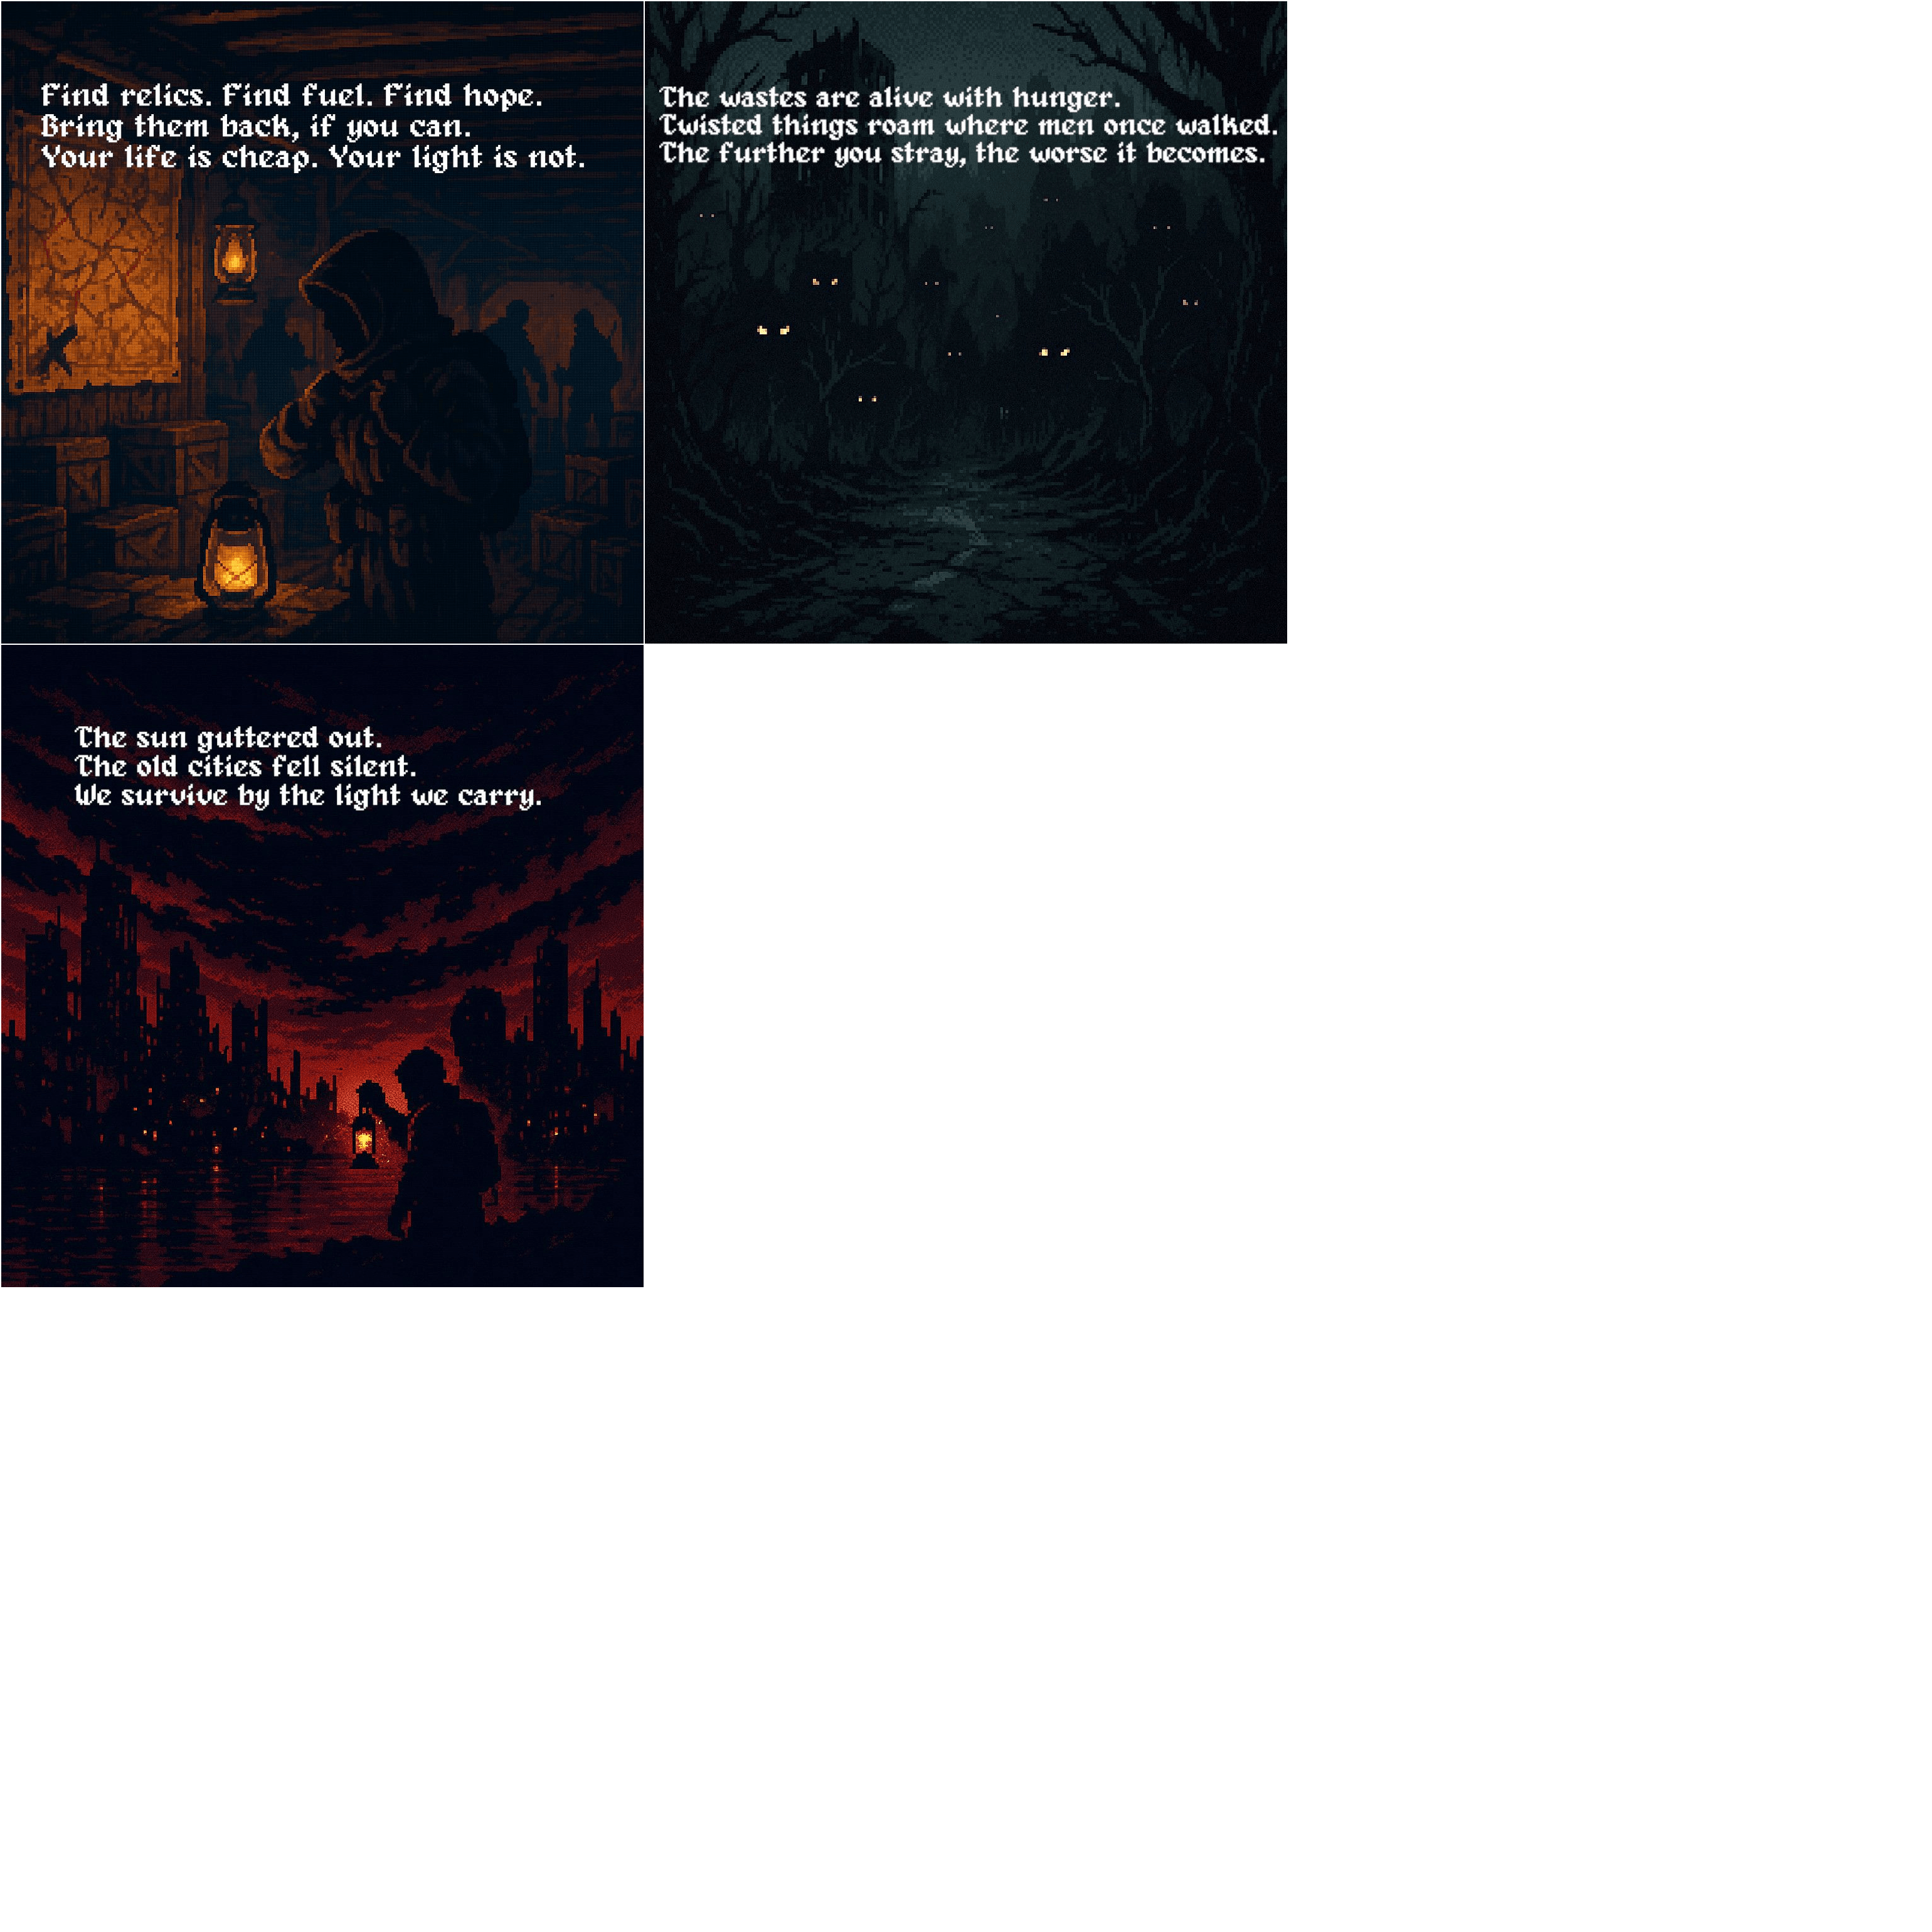 Find relics. Find fuel. Find hope.
Bring them back, if you can.
Your life is cheap. Your light is not.
The wastes are alive with hunger.
Twisted things roam where men once walked.
The further you stray, the worse it becomes.
The sun guttered out.
The old cities fell silent.
We survive by the light we carry.